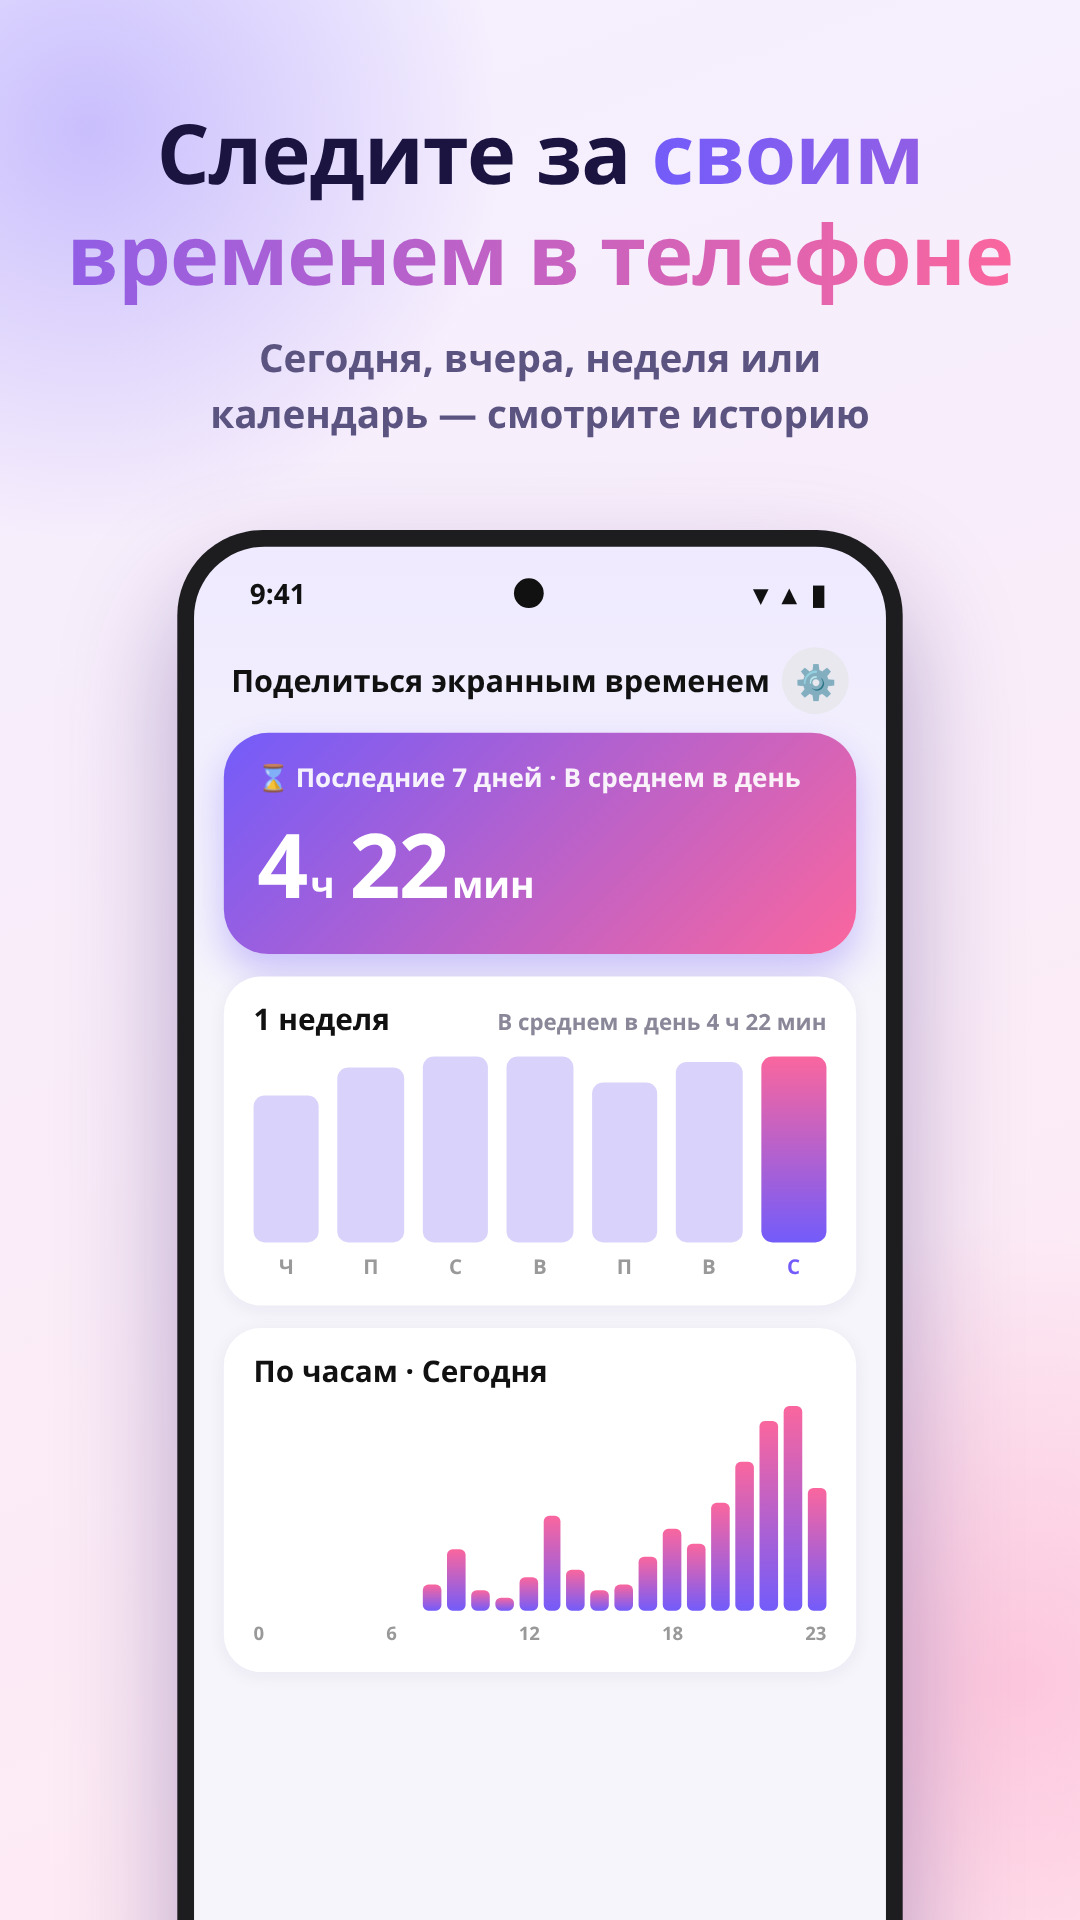 Следите за своим
временем в телефоне
Сегодня, вчера, неделя или
календарь — смотрите историю
9:41
Поделиться экранным временем
⌛ Последние 7 дней · В среднем в день
4ч 22мин
1 неделя
В среднем в день 4 ч 22 мин
Ч П С В П В С
По часам · Сегодня
0 6 12 18 23